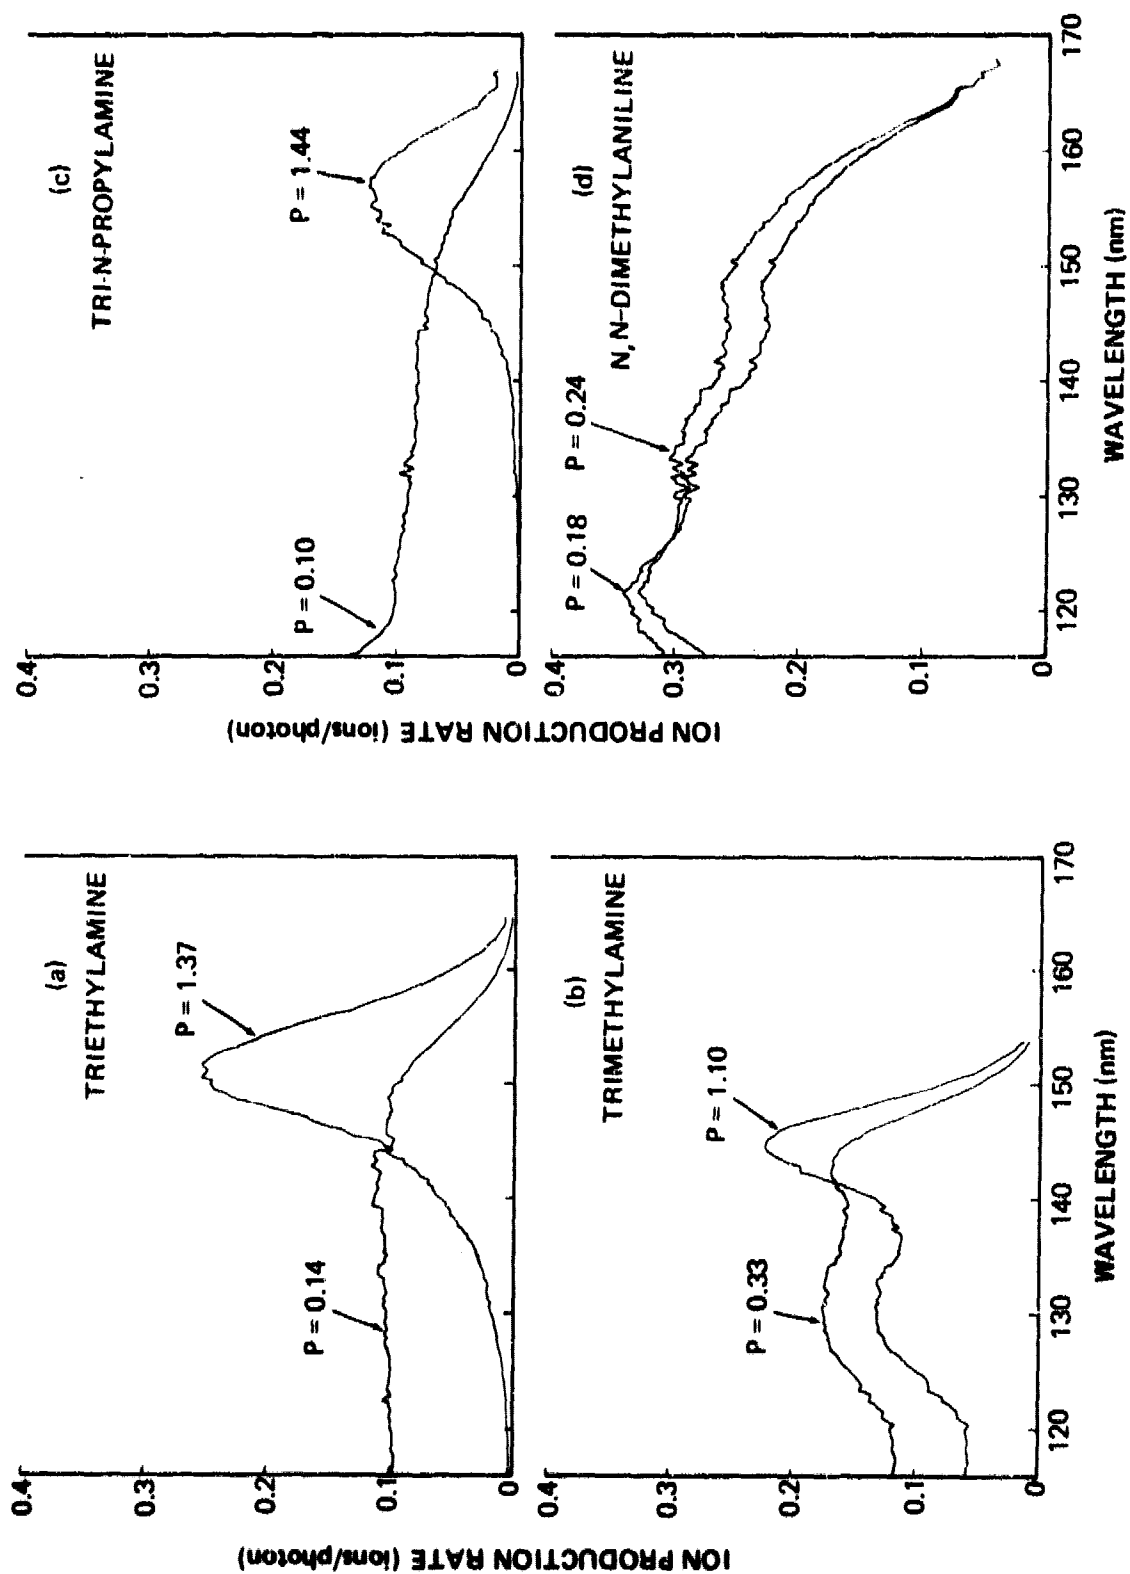 (a)
TRIETHYLAMINE
P = 1.37
P = 0.14
0.4
0.3
0.2
0.1
0
ION PRODUCTION RATE (ions/photon)
(b)
TRIMETHYLAMINE
P = 1.10
P = 0.33
0.4
0.3
0.2
0.1
0
120 130 140 150 160 170
WAVELENGTH (nm)
(c)
TRI-N-PROPYLAMINE
P = 1.44
P = 0.10
0.4
0.3
0.2
0.1
0
ION PRODUCTION RATE (ions/photon)
(d)
N, N-DIMETHYLANILINE
P = 0.24
P = 0.18
0.4
0.3
0.2
0.1
0
120 130 140 150 160 170
WAVELENGTH (nm)